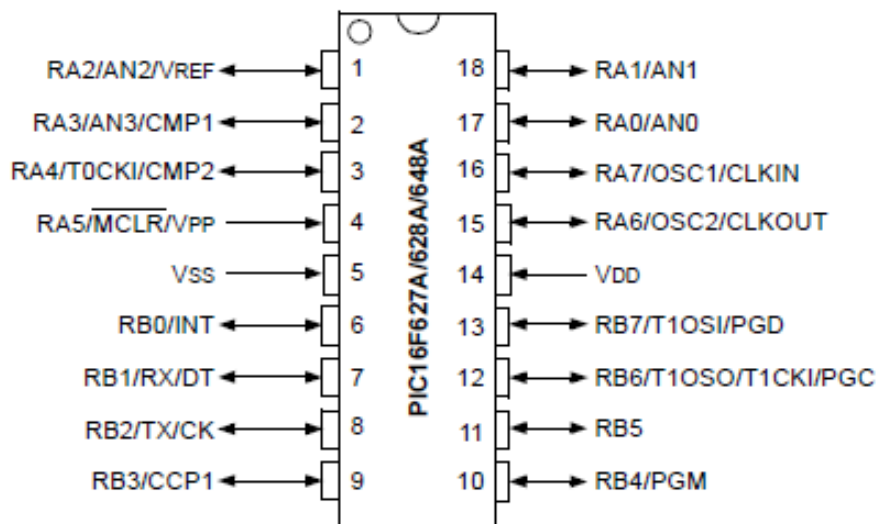 RA2/AN2/VREF 1 18 RA1/AN1
RA3/AN3/CMP1 2 17 RA0/AN0
RA4/T0CKI/CMP2 3 16 RA7/OSC1/CLKIN
RA5/MCLR/VPP 4 15 RA6/OSC2/CLKOUT
VSS 5 14 VDD
RB0/INT 6 13 RB7/T1OSI/PGD
RB1/RX/DT 7 12 RB6/T1OSO/T1CKI/PGC
RB2/TX/CK 8 11 RB5
RB3/CCP1 9 10 RB4/PGM
PIC16F627A/628A/648A